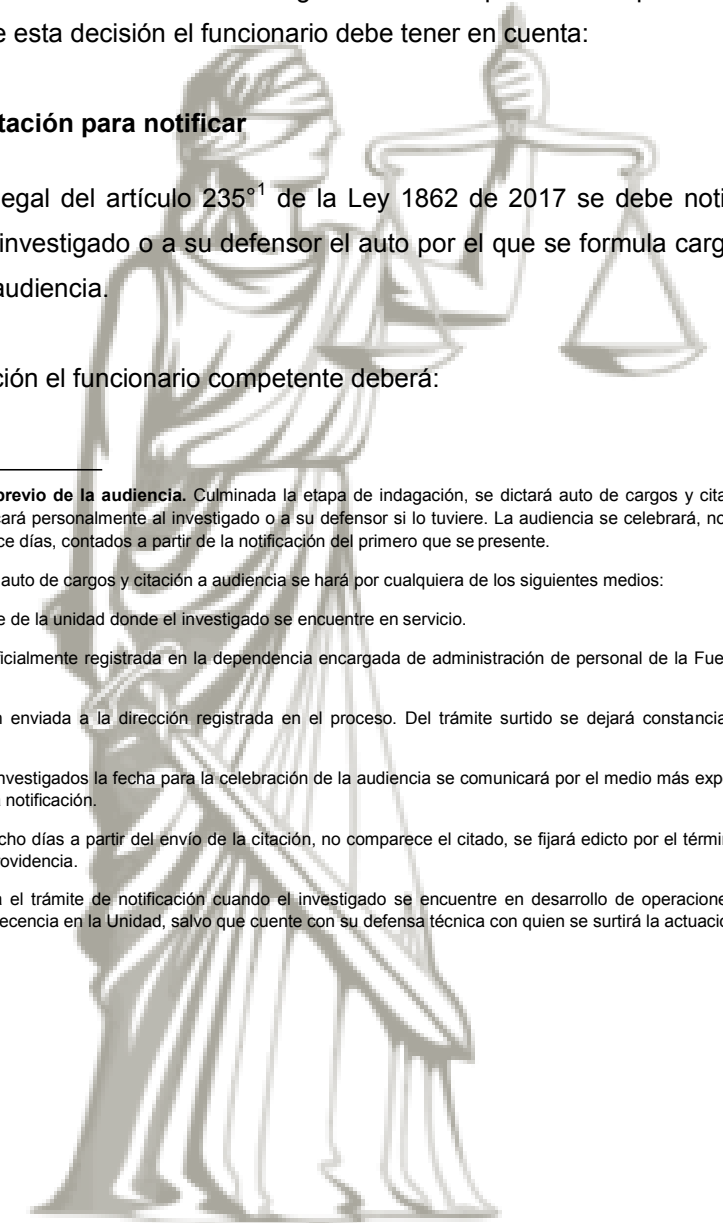 e esta decisión el funcionario debe tener en cuenta:
tación para notificar
egal del artículo 235°¹ de la Ley 1862 de 2017 se debe noti
investigado o a su defensor el auto por el que se formula carg
audiencia.
ción el funcionario competente deberá:
previo de la audiencia. Culminada la etapa de indagación, se dictará auto de cargos y cita
cará personalmente al investigado o a su defensor si lo tuviere. La audiencia se celebrará, no
ce días, contados a partir de la notificación del primero que se presente.
auto de cargos y citación a audiencia se hará por cualquiera de los siguientes medios:
e de la unidad donde el investigado se encuentre en servicio.
ficialmente registrada en la dependencia encargada de administración de personal de la Fue
n enviada a la dirección registrada en el proceso. Del trámite surtido se dejará constancia
nvestigados la fecha para la celebración de la audiencia se comunicará por el medio más exp
a notificación.
cho días a partir del envío de la citación, no comparece el citado, se fijará edicto por el térmi
rovidencia.
a el trámite de notificación cuando el investigado se encuentre en desarrollo de operacione
ecencia en la Unidad, salvo que cuente con su defensa técnica con quien se surtirá la actuació